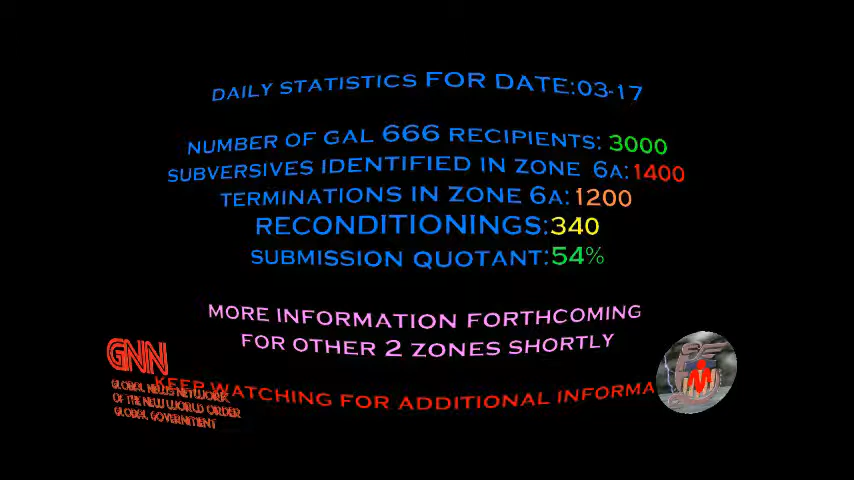 DAILY STATISTICS FOR DATE:03-17
NUMBER OF GAL 666 RECIPIENTS: 3000
SUBVERSIVES IDENTIFIED IN ZONE 6A:1400
TERMINATIONS IN ZONE 6A:1200
RECONDITIONINGS:340
SUBMISSION QUOTANT:54%
MORE INFORMATION FORTHCOMING
FOR OTHER 2 ZONES SHORTLY
KEEP WATCHING FOR ADDITIONAL INFORMA
GNN
GLOBAL NEWS NETWORK
OF THE NEW WORLD ORDER
GLOBAL GOVERNMENT